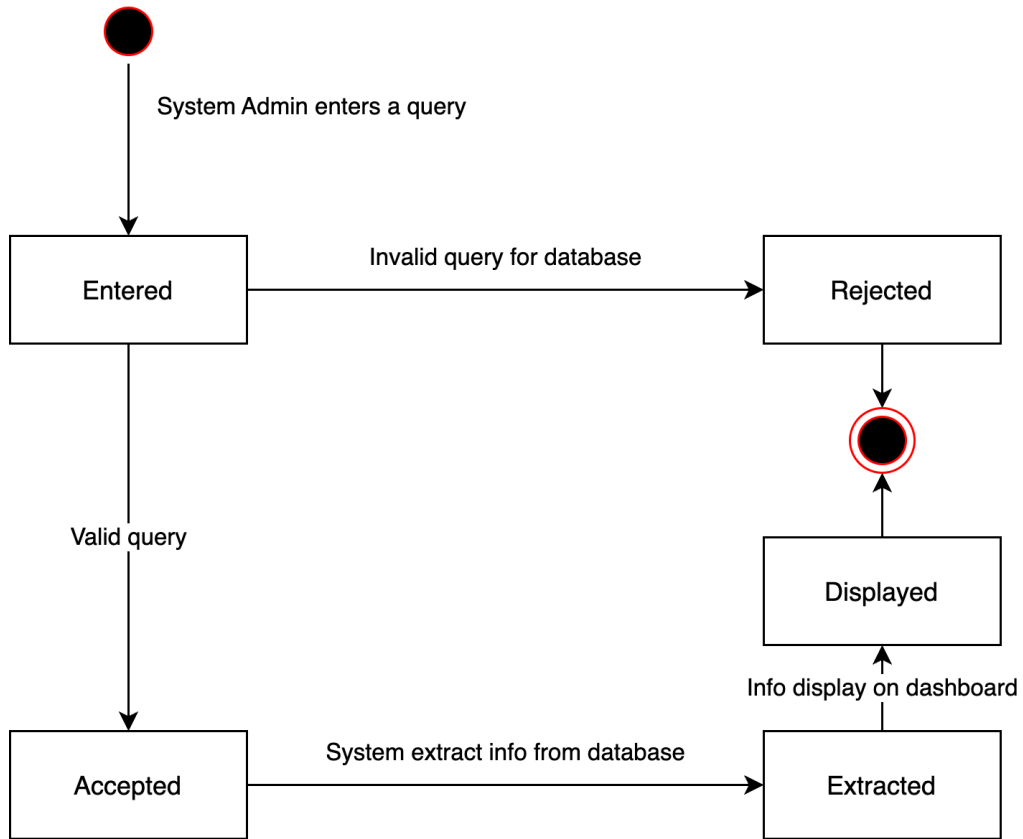 System Admin enters a query
Invalid query for database
Entered
Rejected
Valid query
Displayed
Info display on dashboard
System extract info from database
Accepted
Extracted